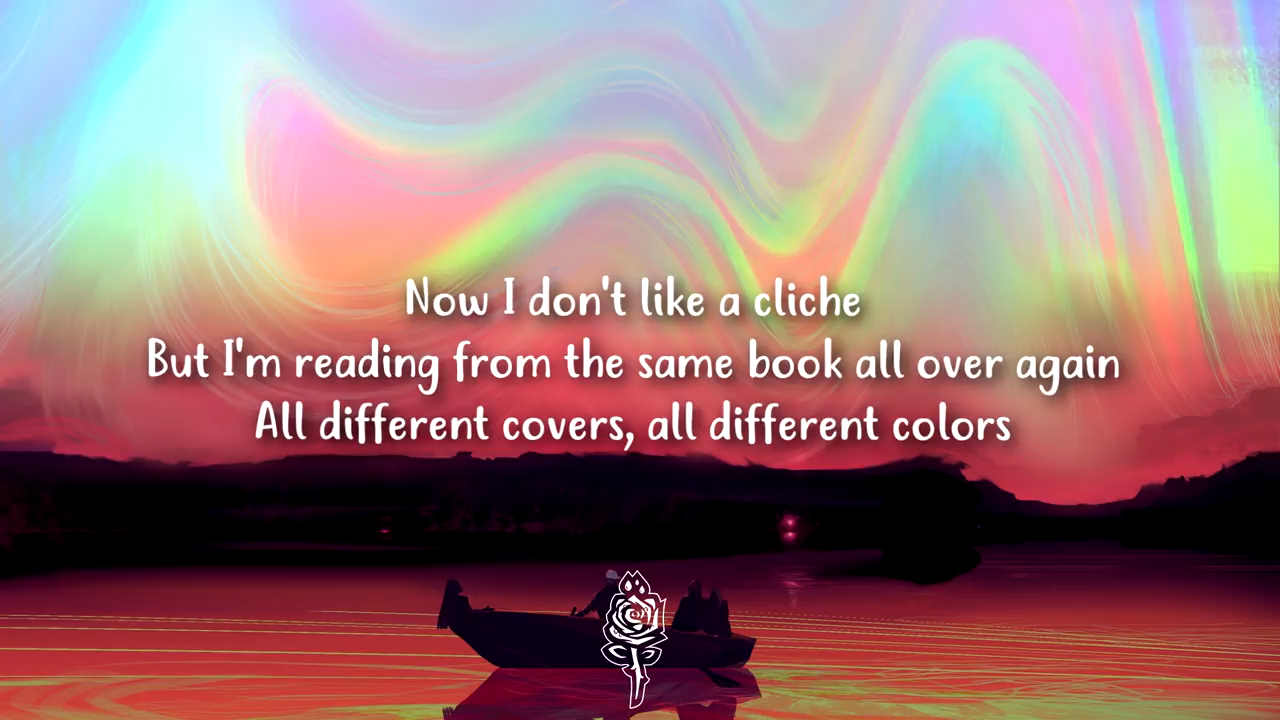 Now I don't like a cliche
But I'm reading from the same book all over again
All different covers, all different colors